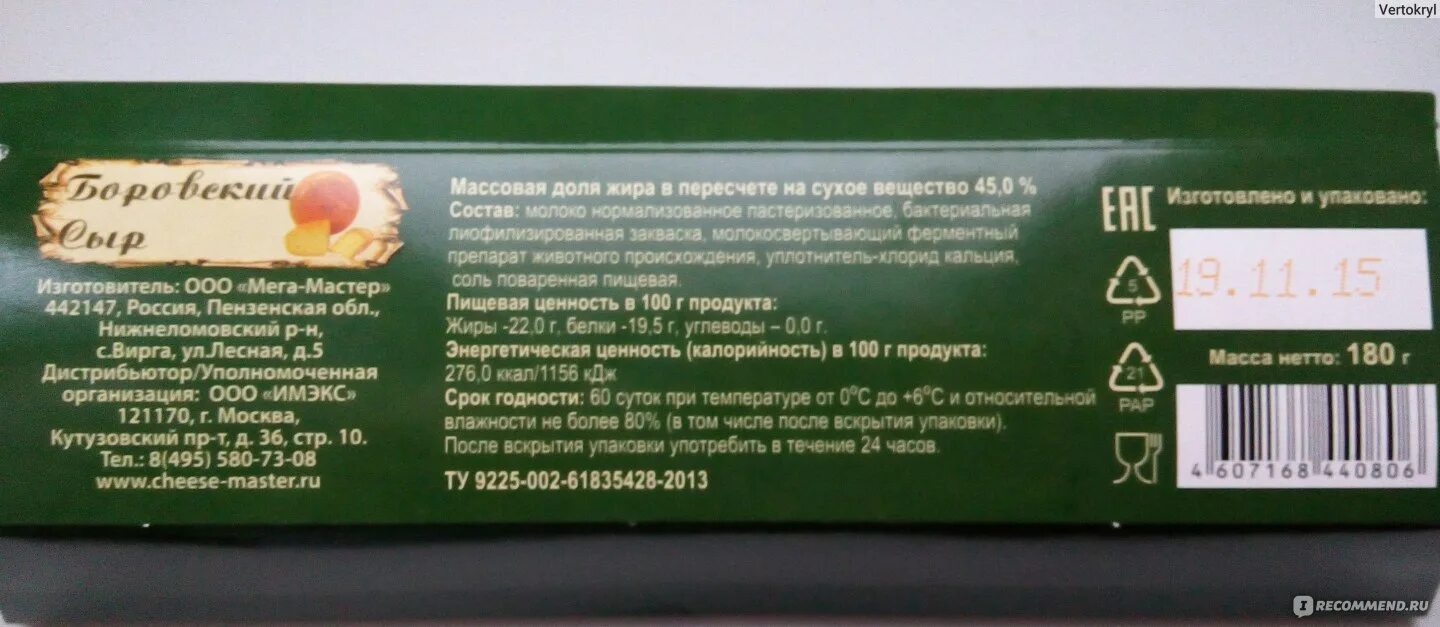 Vertokryl
Боровский
Сыр
Изготовитель: ООО «Мега-Мастер»
442147, Россия, Пензенская обл.,
Нижнеломовский р-н,
с.Вирга, ул.Лесная, д.5
Дистрибьютор/Уполномоченная
организация: ООО «ИМЭКС»
121170, г. Москва,
Кутузовский пр-т, д. 36, стр. 10.
Тел.: 8(495) 580-73-08
www.cheese-master.ru
Массовая доля жира в пересчете на сухое вещество 45,0 %
Состав: молоко нормализованное пастеризованное, бактериальная
лиофилизированная закваска, молокосвертывающий ферментный
препарат животного происхождения, уплотнитель-хлорид кальция,
соль поваренная пищевая.
Пищевая ценность в 100 г продукта:
Жиры -22,0 г, белки -19,5 г, углеводы – 0,0 г.
Энергетическая ценность (калорийность) в 100 г продукта:
276,0 ккал/1156 кДж
Срок годности: 60 суток при температуре от 0⁰С до +6⁰С и относительной
влажности не более 80% (в том числе после вскрытия упаковки).
После вскрытия упаковки употребить в течение 24 часов.
ТУ 9225-002-61835428-2013
ЕАС
5
PP
21
PAP
Изготовлено и упаковано:
19.11.15
Масса нетто: 180 г
4 607168 440806
IRECOMMEND.RU